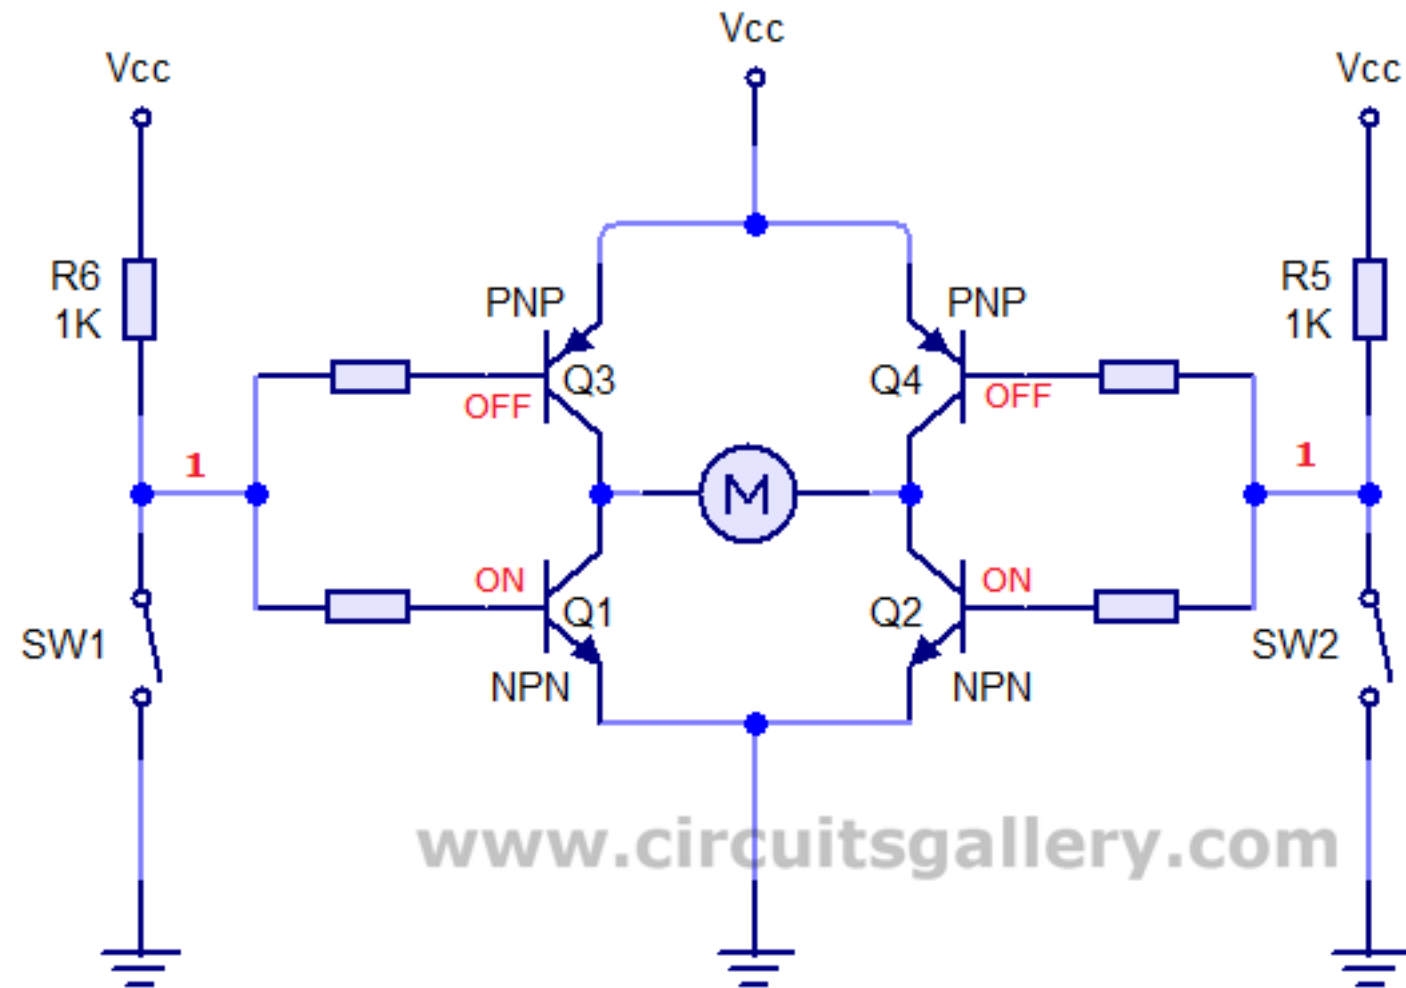 Vcc
Vcc
Vcc
R6
1K
R5
1K
PNP
PNP
Q3
Q4
OFF
OFF
1
1
M
ON
ON
Q1
Q2
SW1
SW2
NPN
NPN
www.circuitsgallery.com